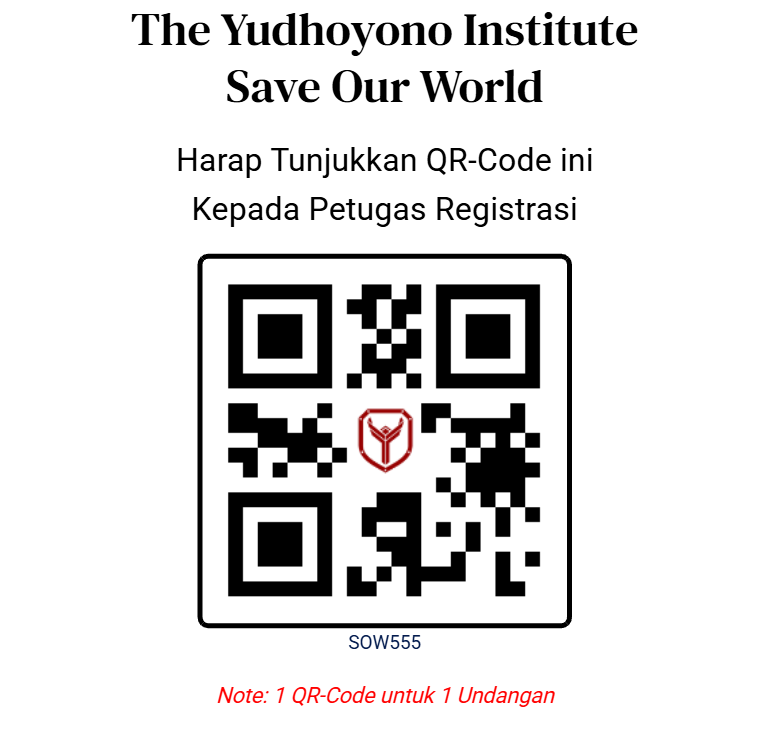 The Yudhoyono Institute
Save Our World
Harap Tunjukkan QR-Code ini
Kepada Petugas Registrasi
SOW555
Note: 1 QR-Code untuk 1 Undangan